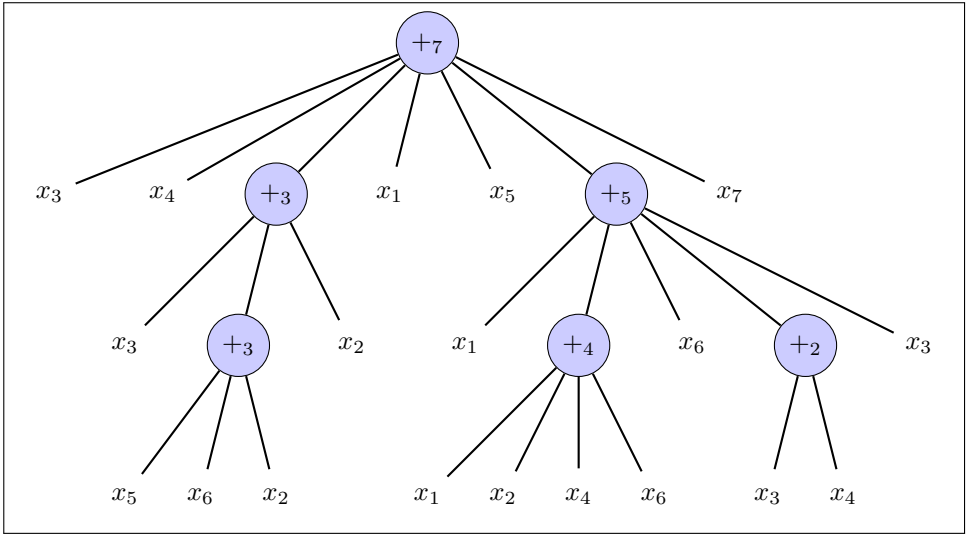 +₇
x₃ x₄ +₃ x₁ x₅ +₅ x₇
x₃ +₃ x₂ x₁ +₄ x₆ +₂ x₃
x₅ x₆ x₂ x₁ x₂ x₄ x₆ x₃ x₄